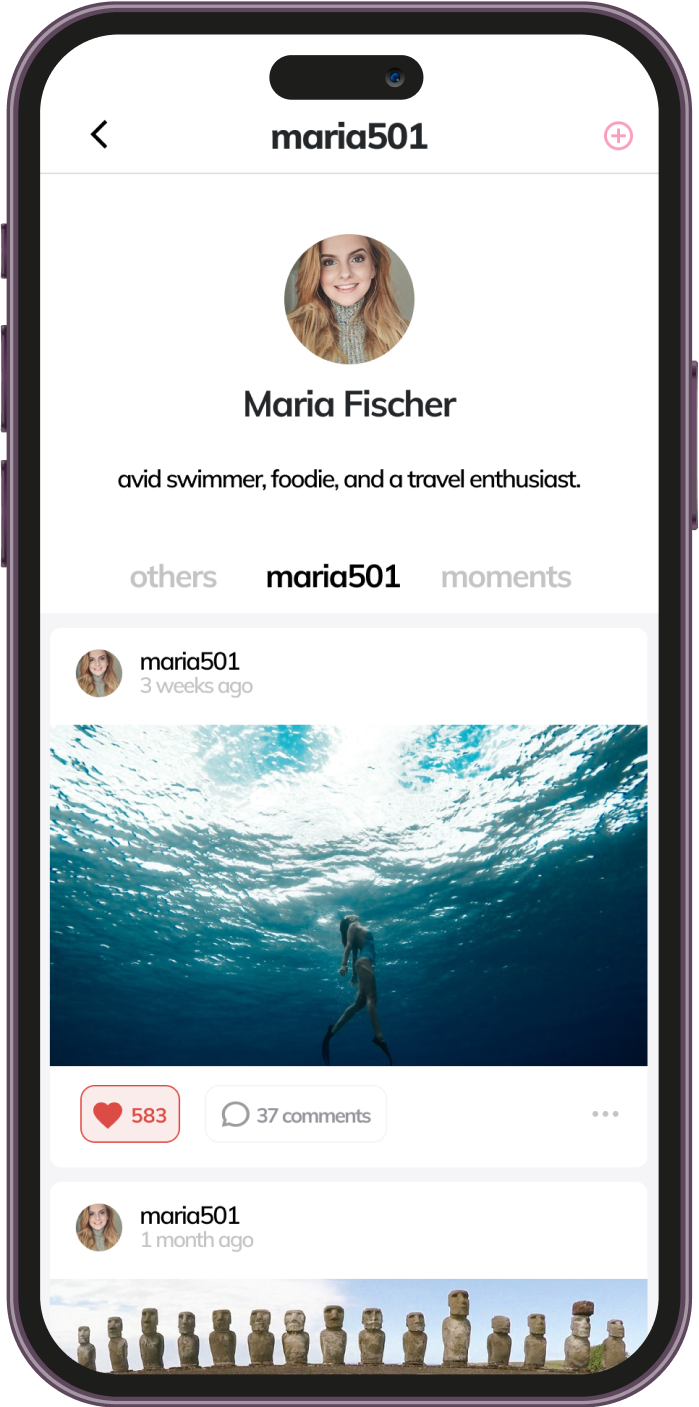 maria501
Maria Fischer
avid swimmer, foodie, and a travel enthusiast.
others maria501 moments
maria501
3 weeks ago
583 37 comments
maria501
1 month ago